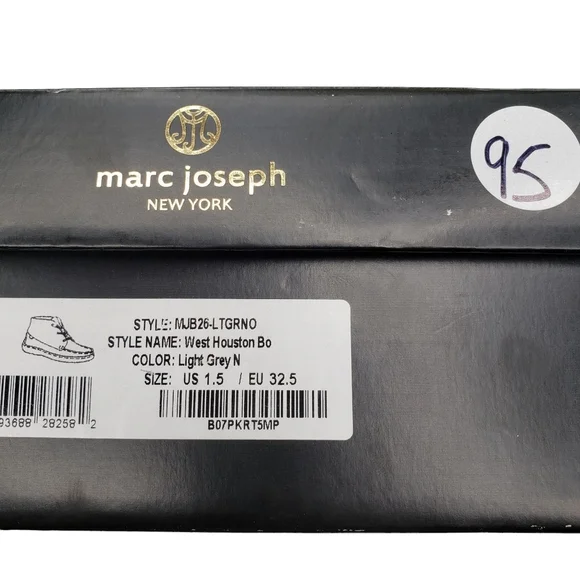 marc joseph
NEW YORK
95
STYLE: MJB26-LTGRNO
STYLE NAME: West Houston Bo
COLOR: Light Grey N
SIZE: US 1.5 / EU 32.5
93688 28258 2
B07PKRT5MP